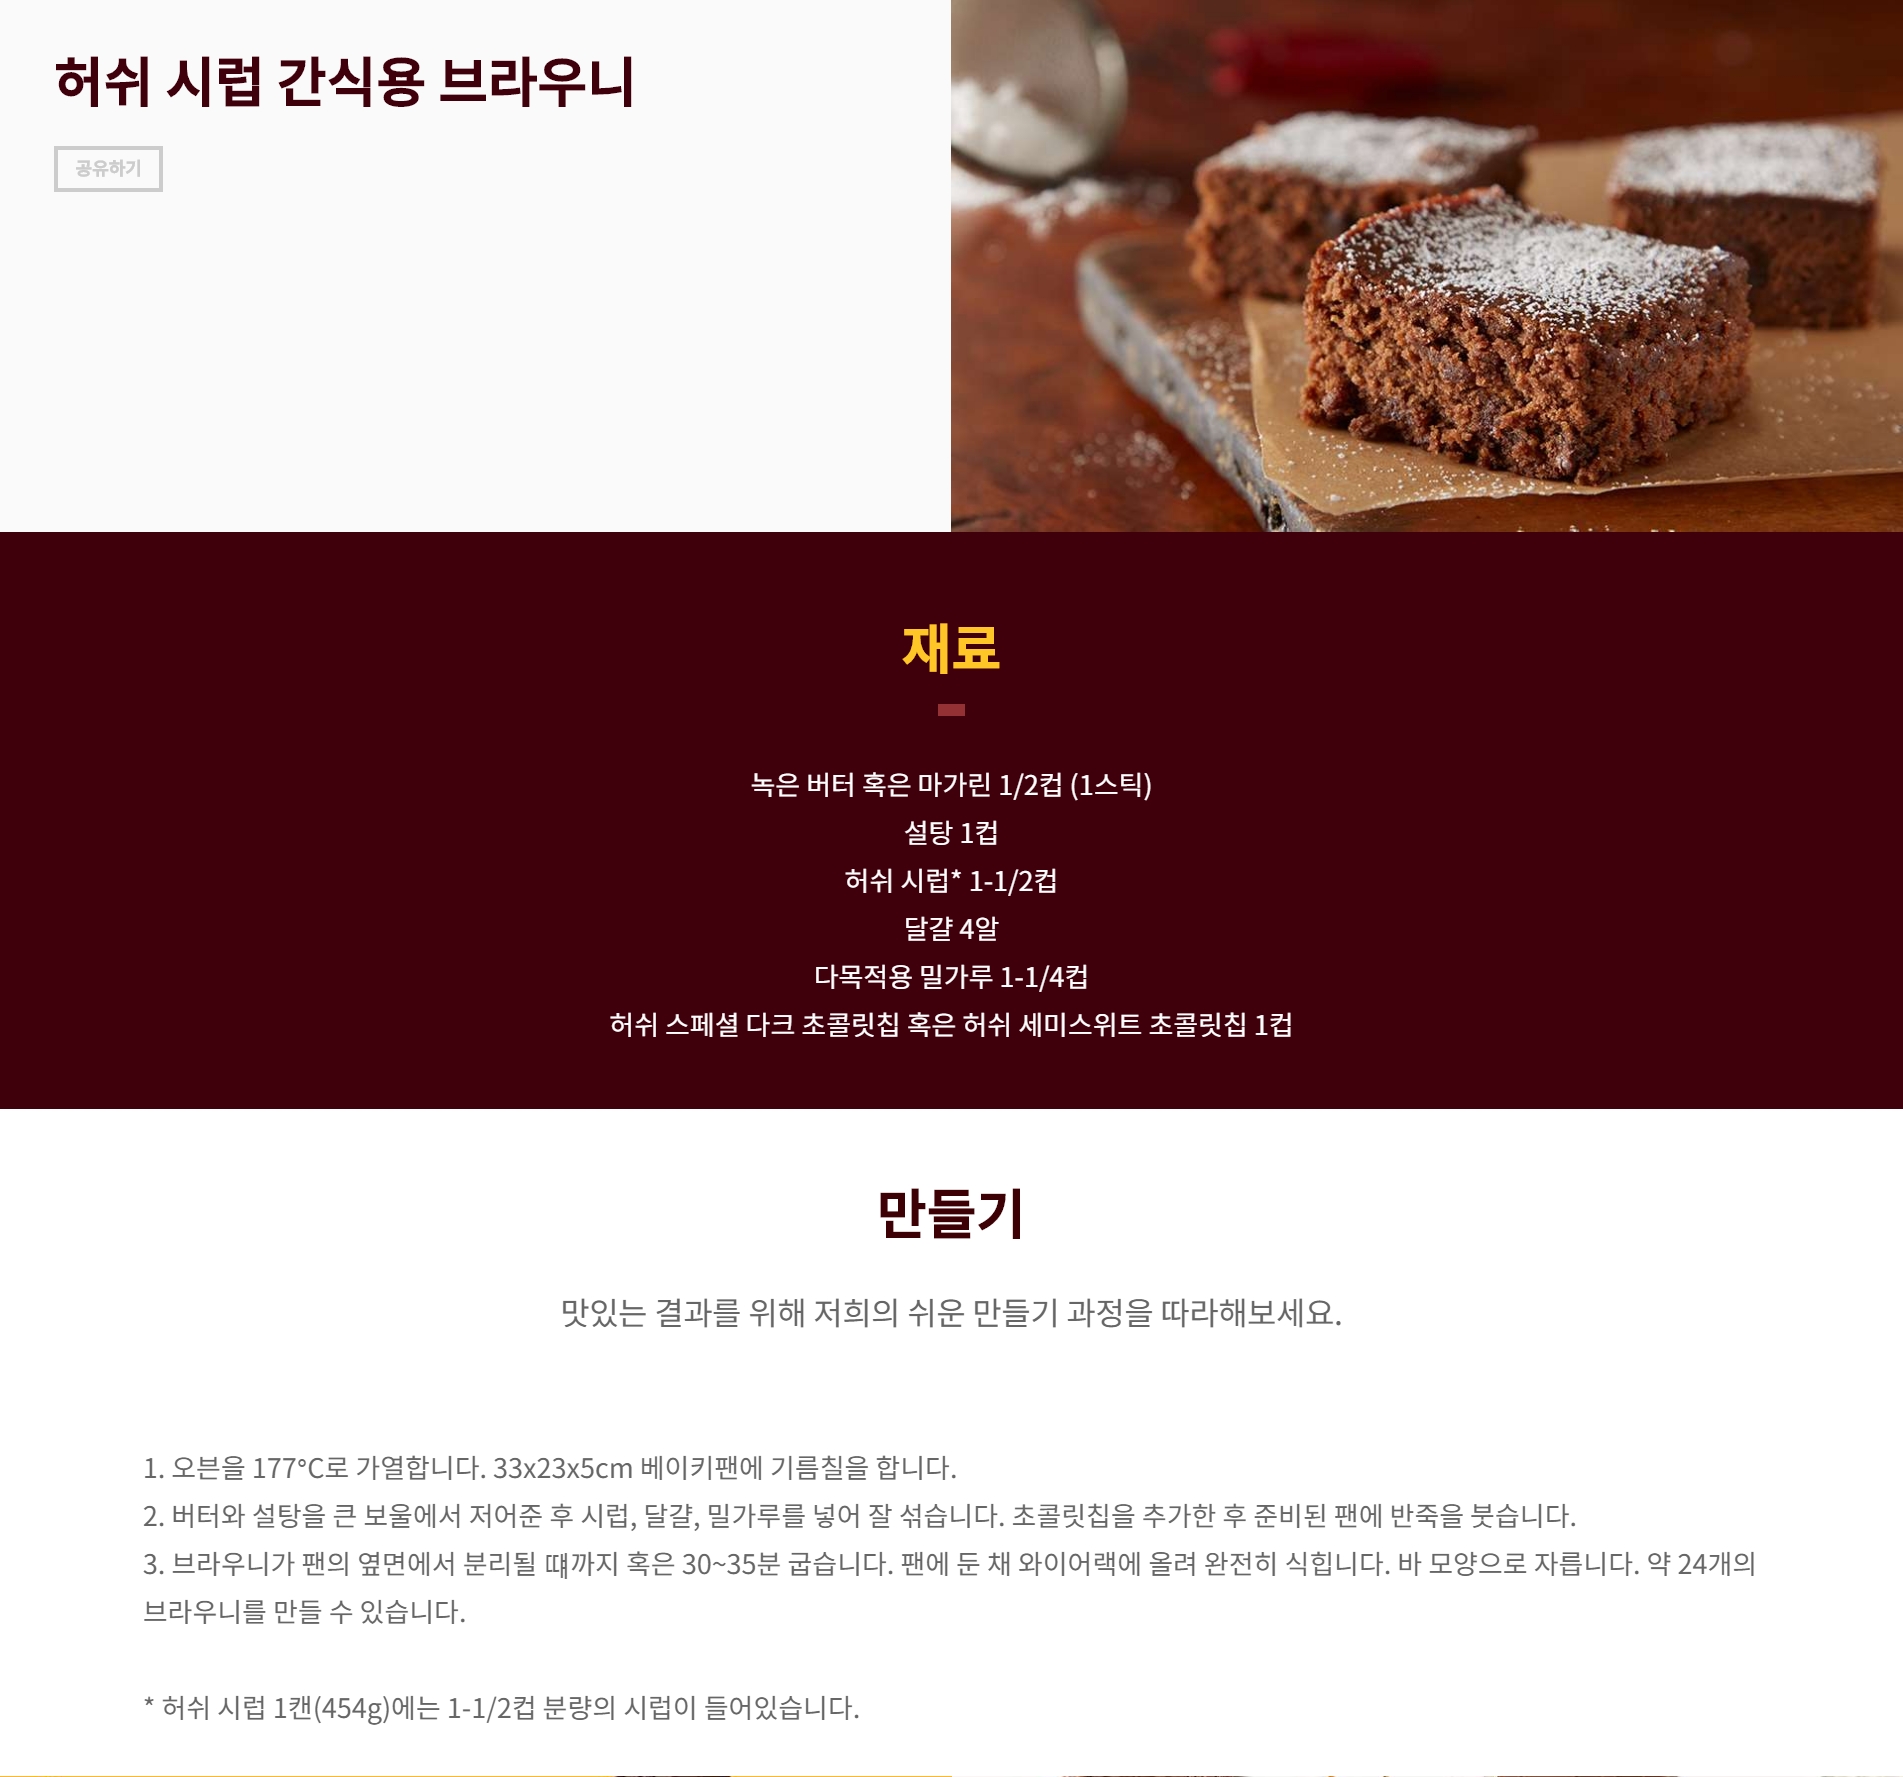 허쉬 시럽 간식용 브라우니
공유하기
재료
녹은 버터 혹은 마가린 1/2컵 (1스틱)
설탕 1컵
허쉬 시럽* 1-1/2컵
달걀 4알
다목적용 밀가루 1-1/4컵
허쉬 스페셜 다크 초콜릿칩 혹은 허쉬 세미스위트 초콜릿칩 1컵
만들기
맛있는 결과를 위해 저희의 쉬운 만들기 과정을 따라해보세요.
1. 오븐을 177°C로 가열합니다. 33x23x5cm 베이키팬에 기름칠을 합니다.
2. 버터와 설탕을 큰 보울에서 저어준 후 시럽, 달걀, 밀가루를 넣어 잘 섞습니다. 초콜릿칩을 추가한 후 준비된 팬에 반죽을 붓습니다.
3. 브라우니가 팬의 옆면에서 분리될 떄까지 혹은 30~35분 굽습니다. 팬에 둔 채 와이어랙에 올려 완전히 식힙니다. 바 모양으로 자릅니다. 약 24개의
브라우니를 만들 수 있습니다.
* 허쉬 시럽 1캔(454g)에는 1-1/2컵 분량의 시럽이 들어있습니다.